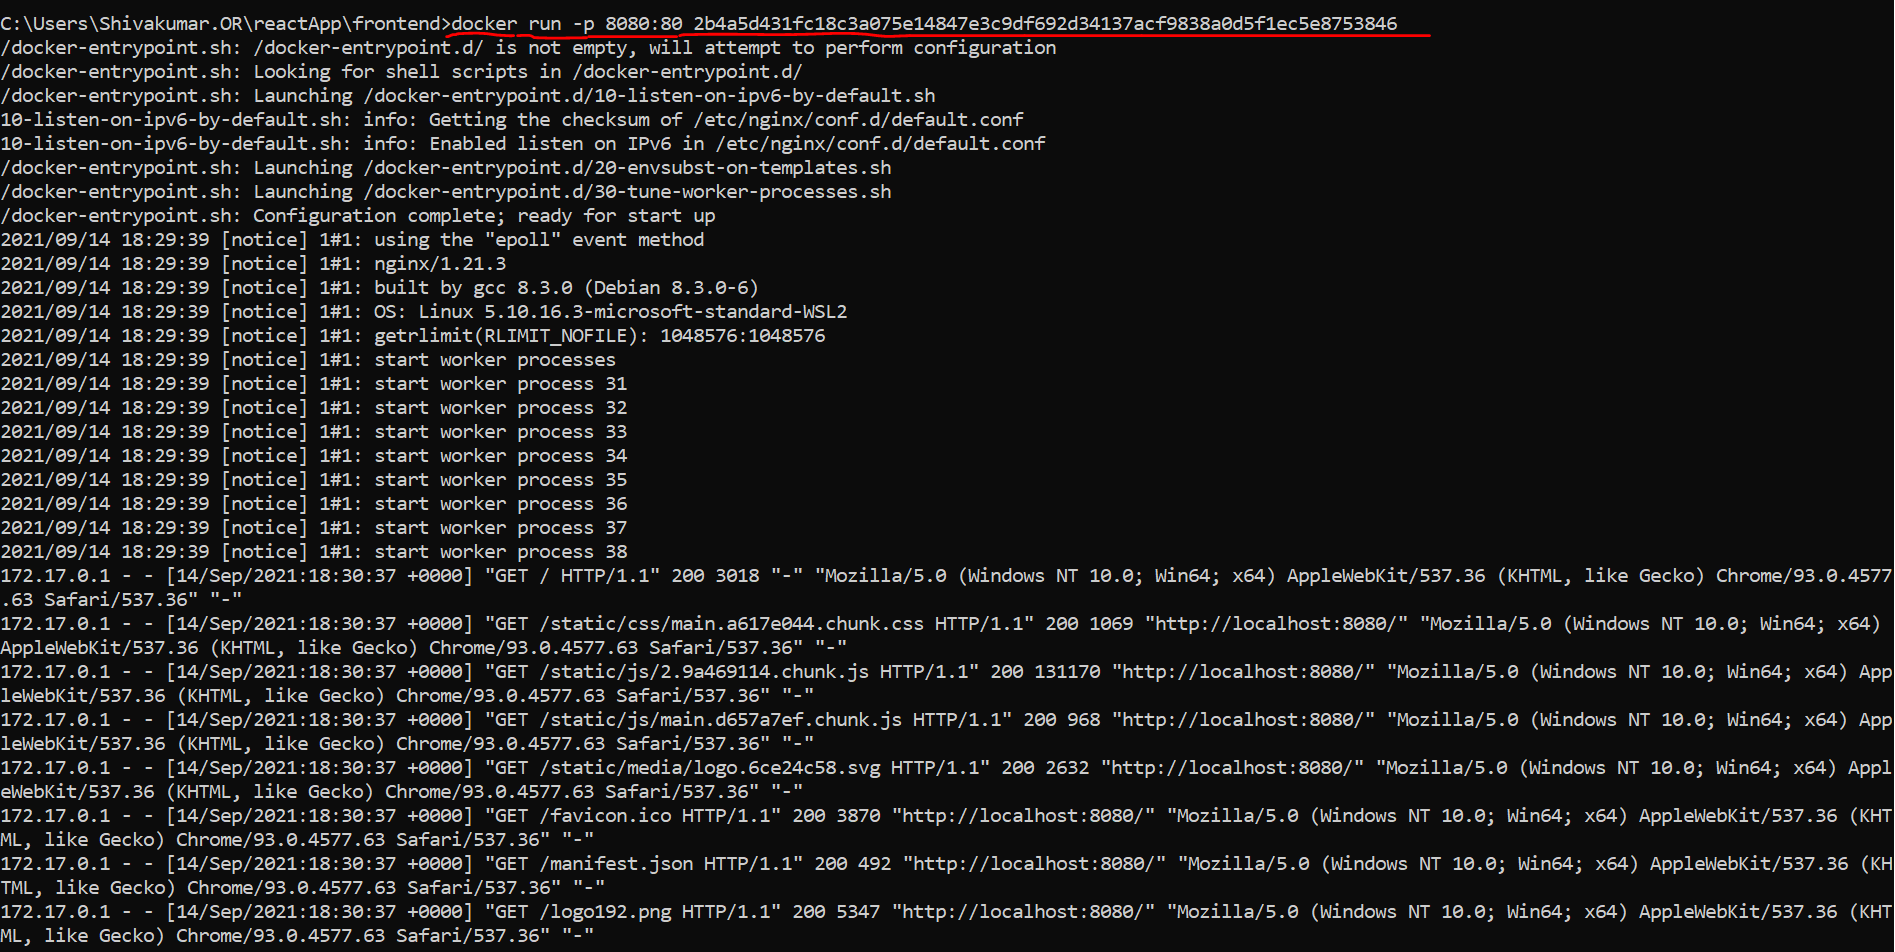 C:\Users\Shivakumar.OR\reactApp\frontend>docker run -p 8080:80 2b4a5d431fc18c3a075e14847e3c9df692d34137acf9838a0d5f1ec5e8753846
/docker-entrypoint.sh: /docker-entrypoint.d/ is not empty, will attempt to perform configuration
/docker-entrypoint.sh: Looking for shell scripts in /docker-entrypoint.d/
/docker-entrypoint.sh: Launching /docker-entrypoint.d/10-listen-on-ipv6-by-default.sh
10-listen-on-ipv6-by-default.sh: info: Getting the checksum of /etc/nginx/conf.d/default.conf
10-listen-on-ipv6-by-default.sh: info: Enabled listen on IPv6 in /etc/nginx/conf.d/default.conf
/docker-entrypoint.sh: Launching /docker-entrypoint.d/20-envsubst-on-templates.sh
/docker-entrypoint.sh: Launching /docker-entrypoint.d/30-tune-worker-processes.sh
/docker-entrypoint.sh: Configuration complete; ready for start up
2021/09/14 18:29:39 [notice] 1#1: using the "epoll" event method
2021/09/14 18:29:39 [notice] 1#1: nginx/1.21.3
2021/09/14 18:29:39 [notice] 1#1: built by gcc 8.3.0 (Debian 8.3.0-6)
2021/09/14 18:29:39 [notice] 1#1: OS: Linux 5.10.16.3-microsoft-standard-WSL2
2021/09/14 18:29:39 [notice] 1#1: getrlimit(RLIMIT_NOFILE): 1048576:1048576
2021/09/14 18:29:39 [notice] 1#1: start worker processes
2021/09/14 18:29:39 [notice] 1#1: start worker process 31
2021/09/14 18:29:39 [notice] 1#1: start worker process 32
2021/09/14 18:29:39 [notice] 1#1: start worker process 33
2021/09/14 18:29:39 [notice] 1#1: start worker process 34
2021/09/14 18:29:39 [notice] 1#1: start worker process 35
2021/09/14 18:29:39 [notice] 1#1: start worker process 36
2021/09/14 18:29:39 [notice] 1#1: start worker process 37
2021/09/14 18:29:39 [notice] 1#1: start worker process 38
172.17.0.1 - - [14/Sep/2021:18:30:37 +0000] "GET / HTTP/1.1" 200 3018 "-" "Mozilla/5.0 (Windows NT 10.0; Win64; x64) AppleWebKit/537.36 (KHTML, like Gecko) Chrome/93.0.4577
.63 Safari/537.36" "-"
172.17.0.1 - - [14/Sep/2021:18:30:37 +0000] "GET /static/css/main.a617e044.chunk.css HTTP/1.1" 200 1069 "http://localhost:8080/" "Mozilla/5.0 (Windows NT 10.0; Win64; x64)
AppleWebKit/537.36 (KHTML, like Gecko) Chrome/93.0.4577.63 Safari/537.36" "-"
172.17.0.1 - - [14/Sep/2021:18:30:37 +0000] "GET /static/js/2.9a469114.chunk.js HTTP/1.1" 200 131170 "http://localhost:8080/" "Mozilla/5.0 (Windows NT 10.0; Win64; x64) App
leWebKit/537.36 (KHTML, like Gecko) Chrome/93.0.4577.63 Safari/537.36" "-"
172.17.0.1 - - [14/Sep/2021:18:30:37 +0000] "GET /static/js/main.d657a7ef.chunk.js HTTP/1.1" 200 968 "http://localhost:8080/" "Mozilla/5.0 (Windows NT 10.0; Win64; x64) App
leWebKit/537.36 (KHTML, like Gecko) Chrome/93.0.4577.63 Safari/537.36" "-"
172.17.0.1 - - [14/Sep/2021:18:30:37 +0000] "GET /static/media/logo.6ce24c58.svg HTTP/1.1" 200 2632 "http://localhost:8080/" "Mozilla/5.0 (Windows NT 10.0; Win64; x64) Appl
eWebKit/537.36 (KHTML, like Gecko) Chrome/93.0.4577.63 Safari/537.36" "-"
172.17.0.1 - - [14/Sep/2021:18:30:37 +0000] "GET /favicon.ico HTTP/1.1" 200 3870 "http://localhost:8080/" "Mozilla/5.0 (Windows NT 10.0; Win64; x64) AppleWebKit/537.36 (KHT
ML, like Gecko) Chrome/93.0.4577.63 Safari/537.36" "-"
172.17.0.1 - - [14/Sep/2021:18:30:37 +0000] "GET /manifest.json HTTP/1.1" 200 492 "http://localhost:8080/" "Mozilla/5.0 (Windows NT 10.0; Win64; x64) AppleWebKit/537.36 (KH
TML, like Gecko) Chrome/93.0.4577.63 Safari/537.36" "-"
172.17.0.1 - - [14/Sep/2021:18:30:37 +0000] "GET /logo192.png HTTP/1.1" 200 5347 "http://localhost:8080/" "Mozilla/5.0 (Windows NT 10.0; Win64; x64) AppleWebKit/537.36 (KHT
ML, like Gecko) Chrome/93.0.4577.63 Safari/537.36" "-"